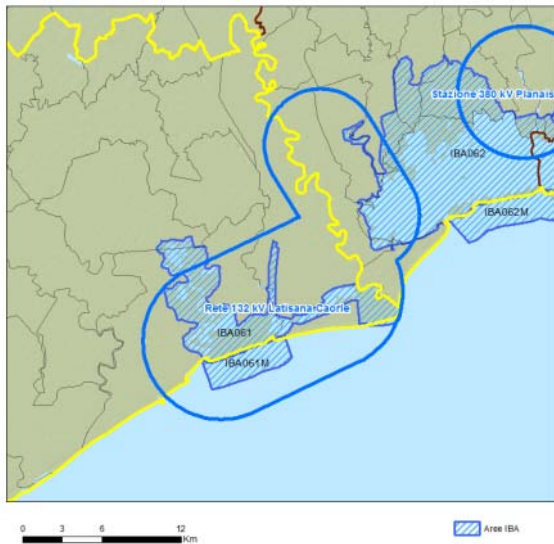 Stazione 380 kV Planais
IBA062
IBA062M
Rete 132 kV Latisana Caorle
IBA061
IBA061M
0 3 6 12
Km
Aree IBA